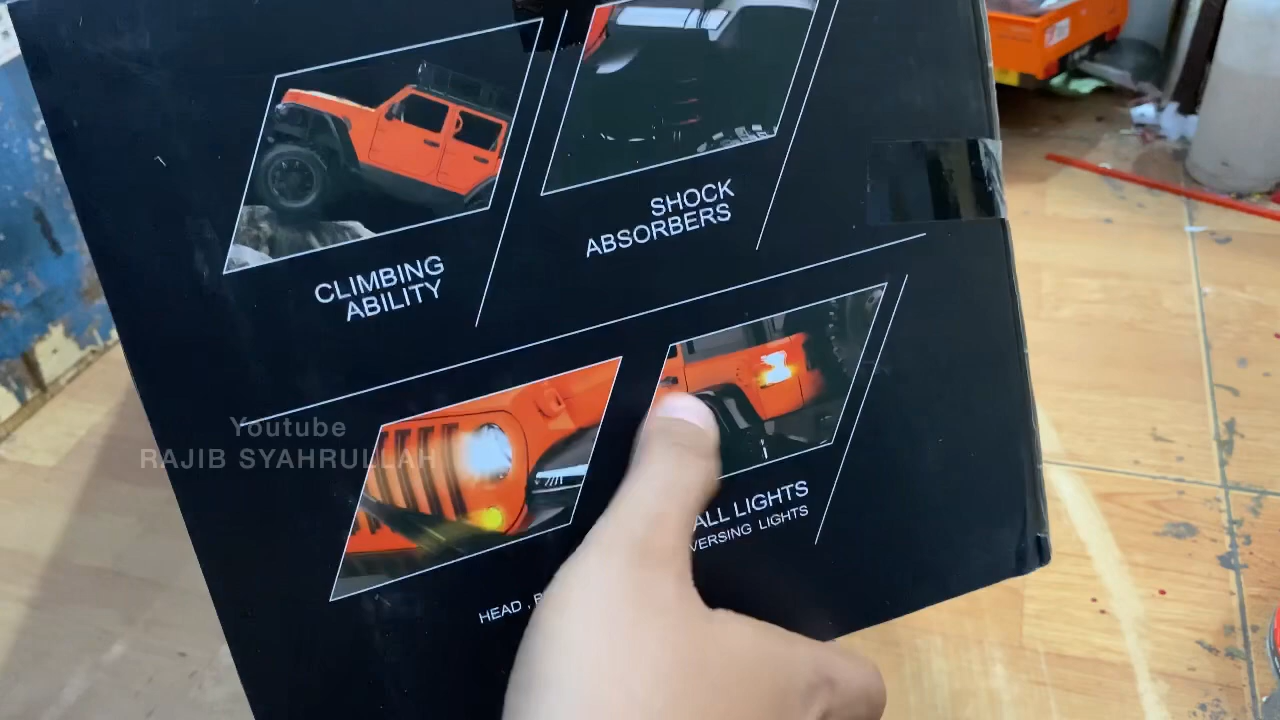 SHOCK
ABSORBERS
CLIMBING
ABILITY
Youtube
RAJIB SYAHRULLAH
ALL LIGHTS
VERSING LIGHTS
HEAD ,